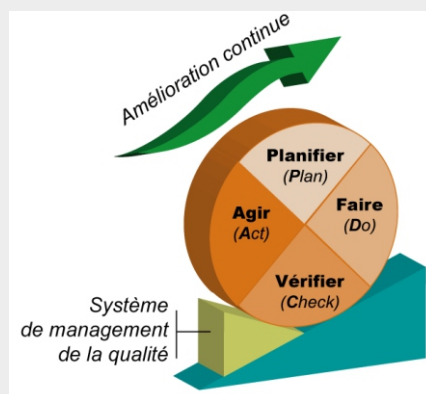 Amélioration continue
Planifier
(Plan)
Faire
(Do)
Agir
(Act)
Vérifier
(Check)
Système
de management
de la qualité